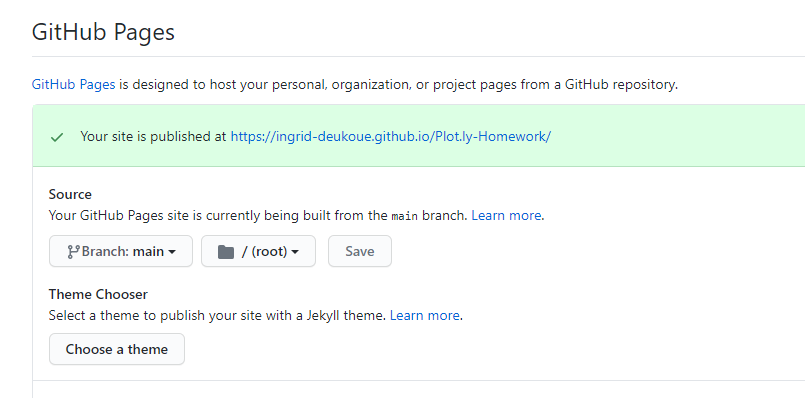 GitHub Pages
GitHub Pages is designed to host your personal, organization, or project pages from a GitHub repository.
Your site is published at https://ingrid-deukoue.github.io/Plot.ly-Homework/
Source
Your GitHub Pages site is currently being built from the main branch. Learn more.
Branch: main / (root) Save
Theme Chooser
Select a theme to publish your site with a Jekyll theme. Learn more.
Choose a theme